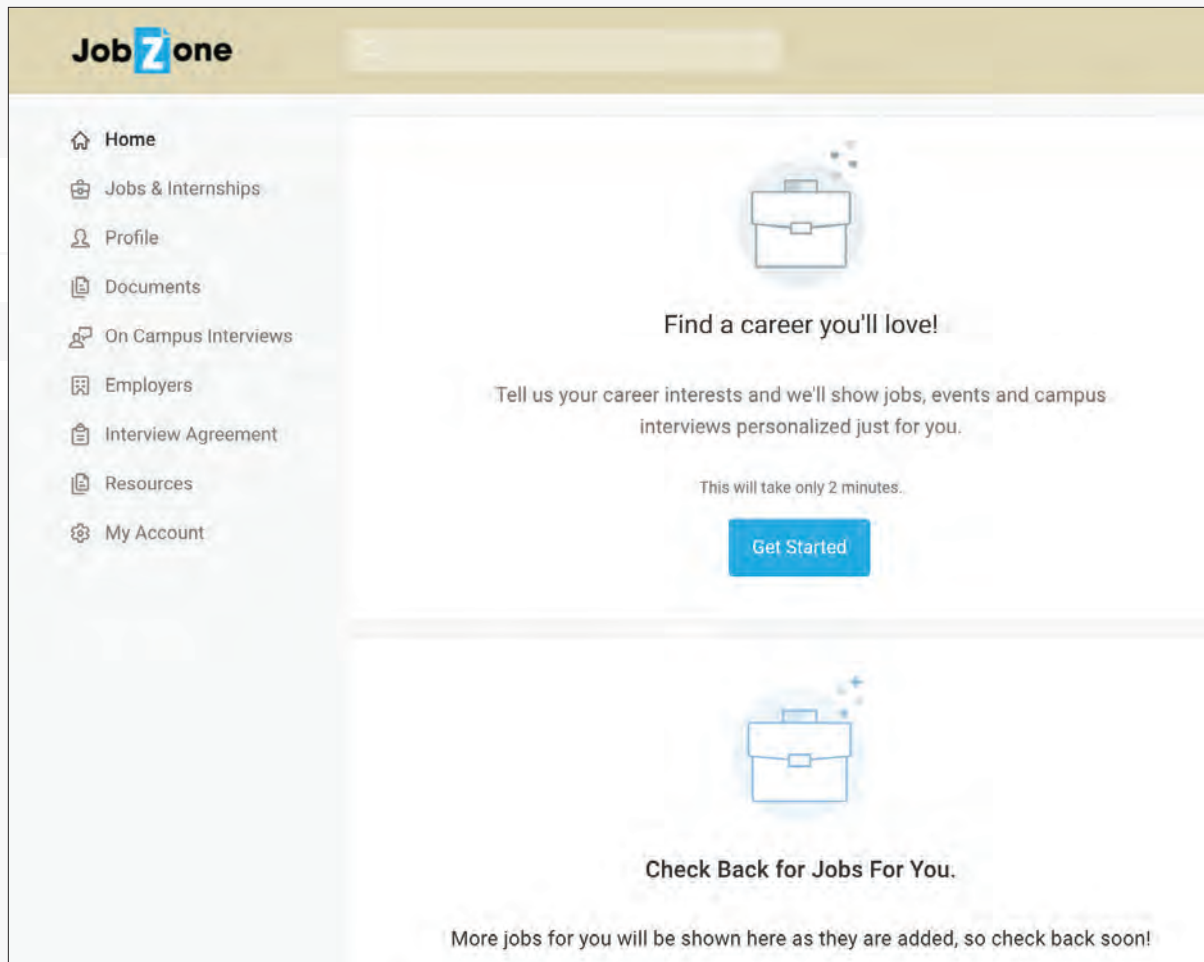 JobZone
Home
Jobs & Internships
Profile
Documents
On Campus Interviews
Employers
Interview Agreement
Resources
My Account
Find a career you'll love!
Tell us your career interests and we'll show jobs, events and campus
interviews personalized just for you.
This will take only 2 minutes.
Get Started
Check Back for Jobs For You.
More jobs for you will be shown here as they are added, so check back soon!